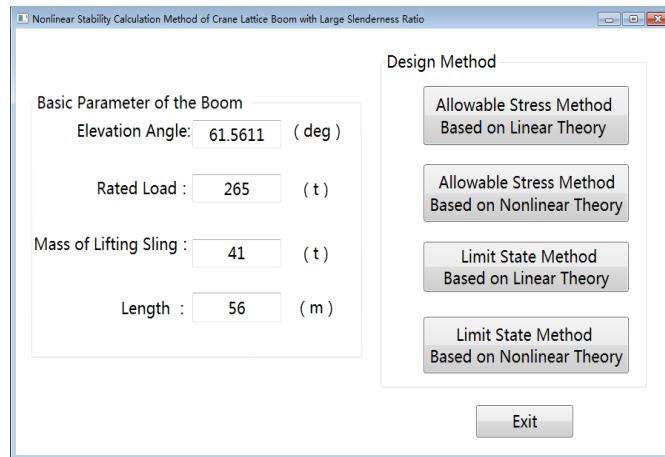 Nonlinear Stability Calculation Method of Crane Lattice Boom with Large Slenderness Ratio
Basic Parameter of the Boom
Elevation Angle: 61.5611 ( deg )
Rated Load : 265 ( t )
Mass of Lifting Sling : 41 ( t )
Length : 56 ( m )
Design Method
Allowable Stress Method
Based on Linear Theory
Allowable Stress Method
Based on Nonlinear Theory
Limit State Method
Based on Linear Theory
Limit State Method
Based on Nonlinear Theory
Exit